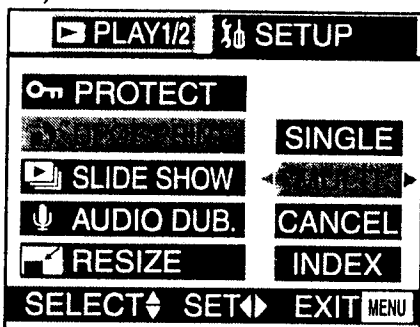 PLAY1/2 SETUP
PROTECT
SINGLE
SLIDE SHOW
AUDIO DUB. CANCEL
RESIZE INDEX
SELECT SET EXIT MENU